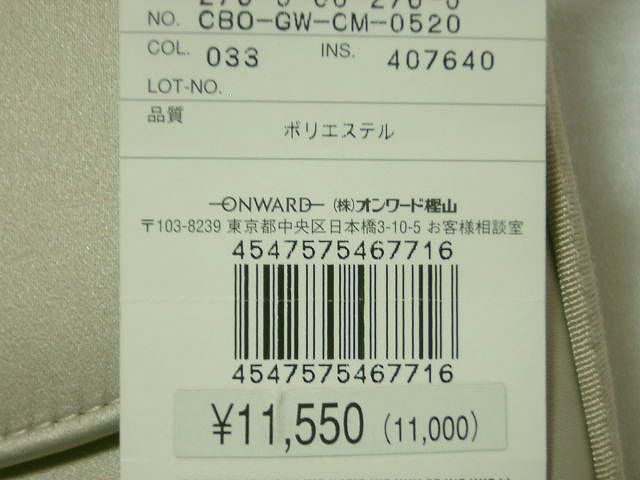 NO. CBO-GW-CM-0520
COL. 033 INS. 407640
LOT-NO.
品質
ポリエステル
ONWARD (株)オンワード樫山
〒103-8239 東京都中央区日本橋3-10-5 お客様相談室
4547575467716
4547575467716
¥11,550 (11,000)